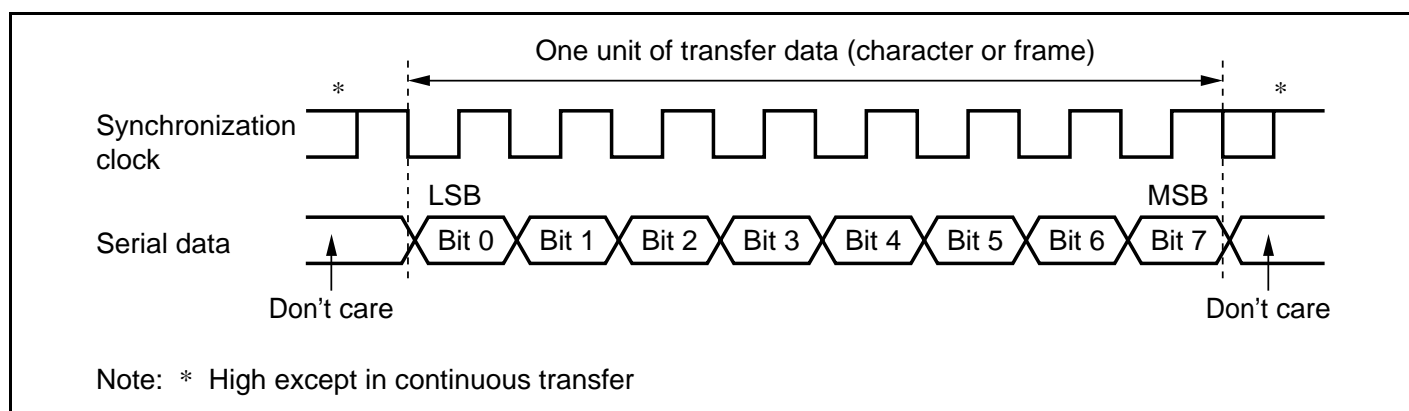 One unit of transfer data (character or frame)
* *
Synchronization
clock
LSB MSB
Serial data Bit 0 Bit 1 Bit 2 Bit 3 Bit 4 Bit 5 Bit 6 Bit 7
Don’t care Don’t care
Note: * High except in continuous transfer